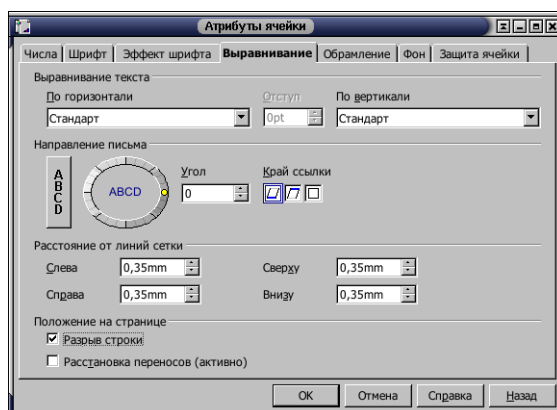 Атрибуты ячейки
Числа Шрифт Эффект шрифта Выравнивание Обрамление Фон Защита ячейки
Выравнивание текста
По горизонтали Отступ По вертикали
Стандарт 0pt Стандарт
Направление письма
ABCD ABCD Угол Край ссылки
0
Расстояние от линий сетки
Слева 0,35mm Сверху 0,35mm
Справа 0,35mm Внизу 0,35mm
Положение на странице
Разрыв строки
Расстановка переносов (активно)
OK Отмена Справка Назад